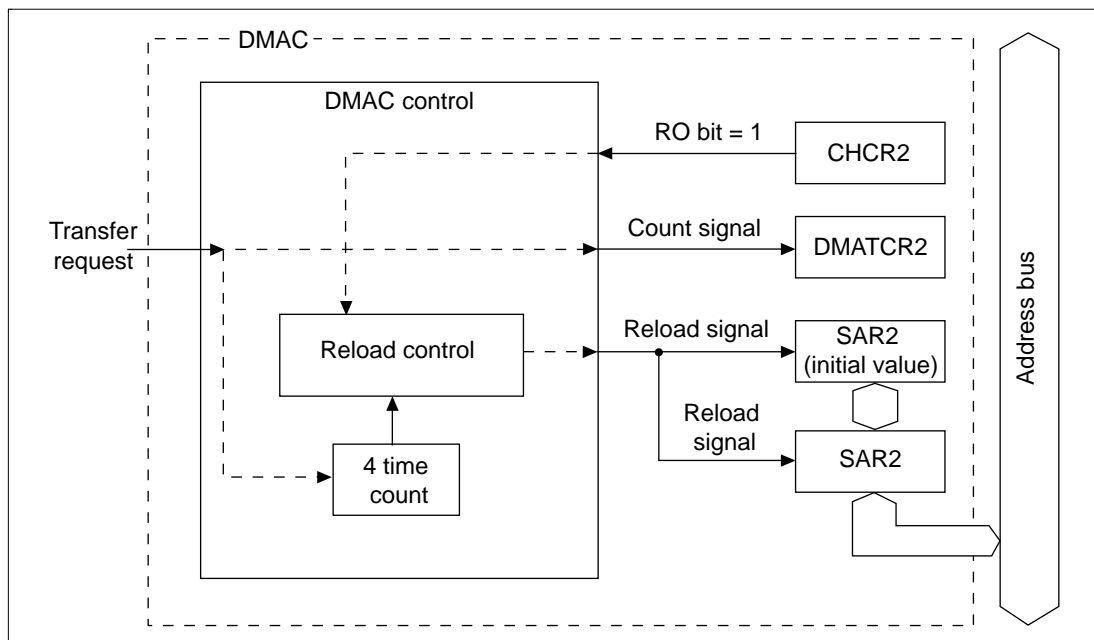 DMAC
DMAC control
RO bit = 1
CHCR2
Transfer
request
Count signal
DMATCR2
Reload control
Reload signal
SAR2
(initial value)
Reload
signal
SAR2
4 time
count
Address bus